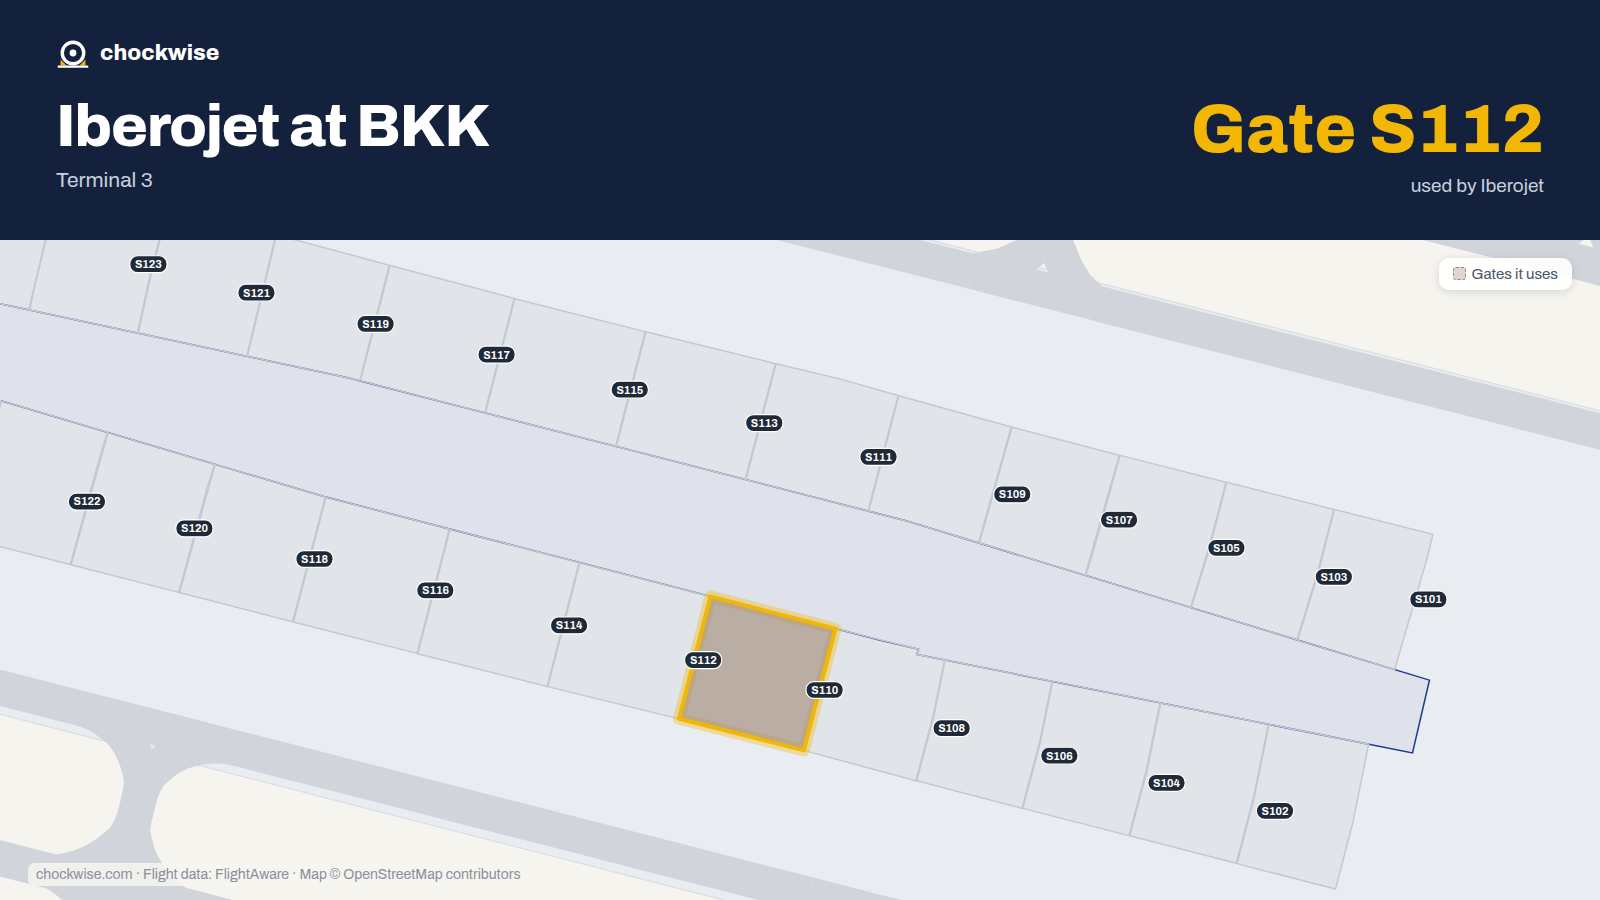 chockwise
Iberojet at BKK
Terminal 3
Gate S112
used by Iberojet
Gates it uses
S123
S121
S119
S117
S115
S113
S111
S109
S107
S105
S103
S101
S122
S120
S118
S116
S114
S112
S110
S108
S106
S104
S102
chockwise.com · Flight data: FlightAware · Map © OpenStreetMap contributors